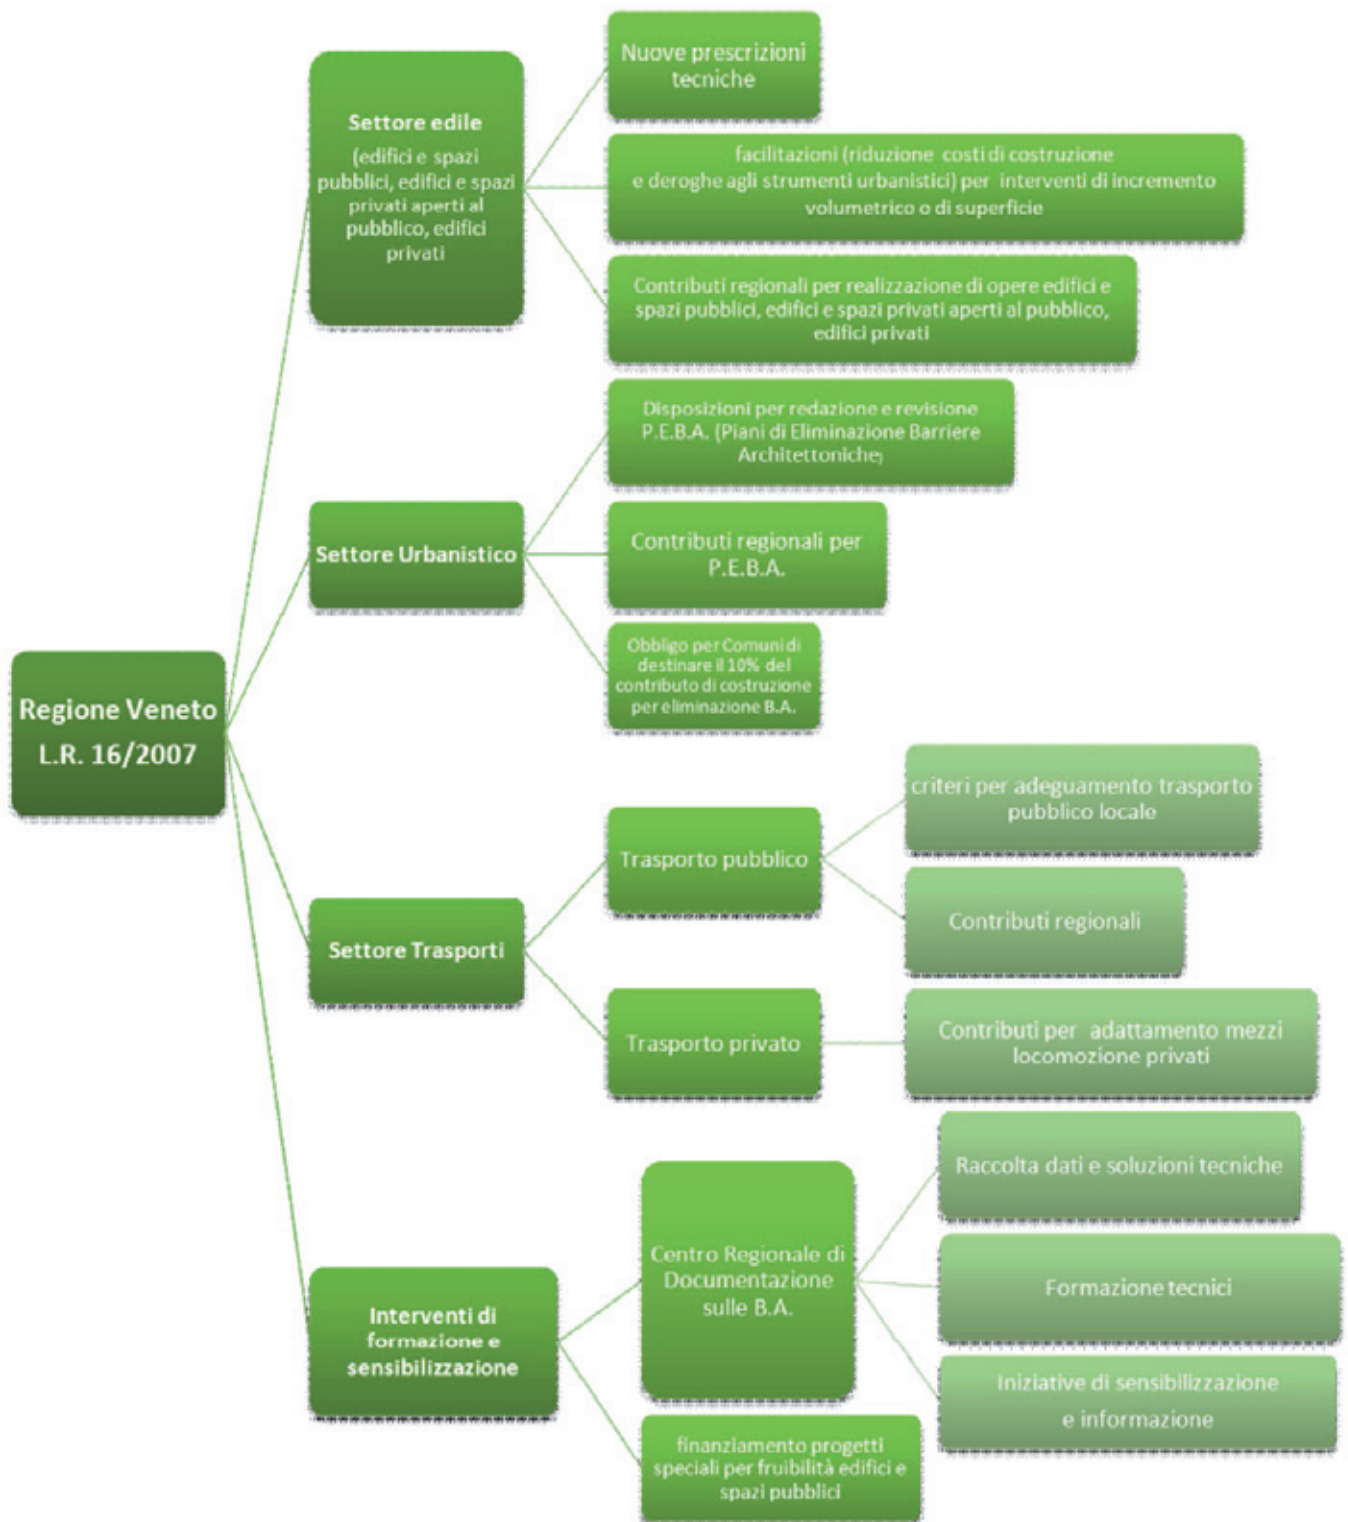 Regione Veneto
L.R. 16/2007
Settore edile
(edifici e spazi
pubblici, edifici e spazi
privati aperti al
pubblico, edifici
privati
Nuove prescrizioni
tecniche
facilitazioni (riduzione costi di costruzione
e deroghe agli strumenti urbanistici) per interventi di incremento
volumetrico o di superficie
Contributi regionali per realizzazione di opere edifici e
spazi pubblici, edifici e spazi privati aperti al pubblico,
edifici privati
Settore Urbanistico
Disposizioni per redazione e revisione
P.E.B.A. (Piani di Eliminazione Barriere
Architettoniche)
Contributi regionali per
P.E.B.A.
Obbligo per Comuni di
destinare il 10% del
contributo di costruzione
per eliminazione B.A.
Settore Trasporti
Trasporto pubblico
criteri per adeguamento trasporto
pubblico locale
Contributi regionali
Trasporto privato
Contributi per adattamento mezzi
locomozione privati
Interventi di
formazione e
sensibilizzazione
Centro Regionale di
Documentazione
sulle B.A.
Raccolta dati e soluzioni tecniche
Formazione tecnici
Iniziative di sensibilizzazione
e informazione
finanziamento progetti
speciali per fruibilità edifici e
spazi pubblici